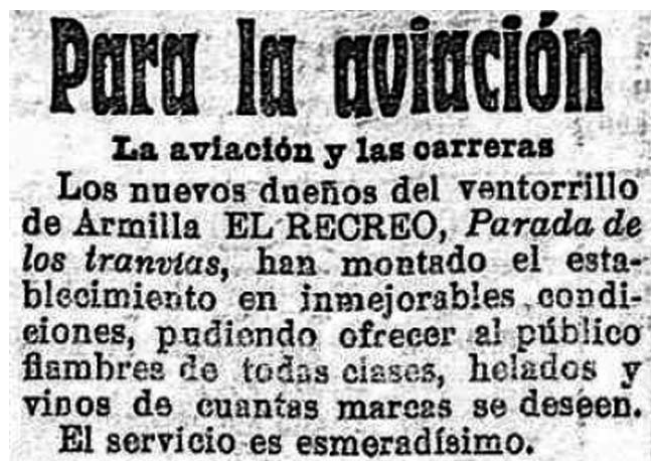 Para la aviación
La aviación y las carreras
Los nuevos dueños del ventorrillo
de Armilla EL RECREO, Parada de
los tranvías, han montado el esta-
blecimiento en inmejorables condi-
ciones, pudiendo ofrecer al público
fiambres de todas clases, helados y
vinos de cuantas marcas se deséen.
El servicio es esmeradísimo.